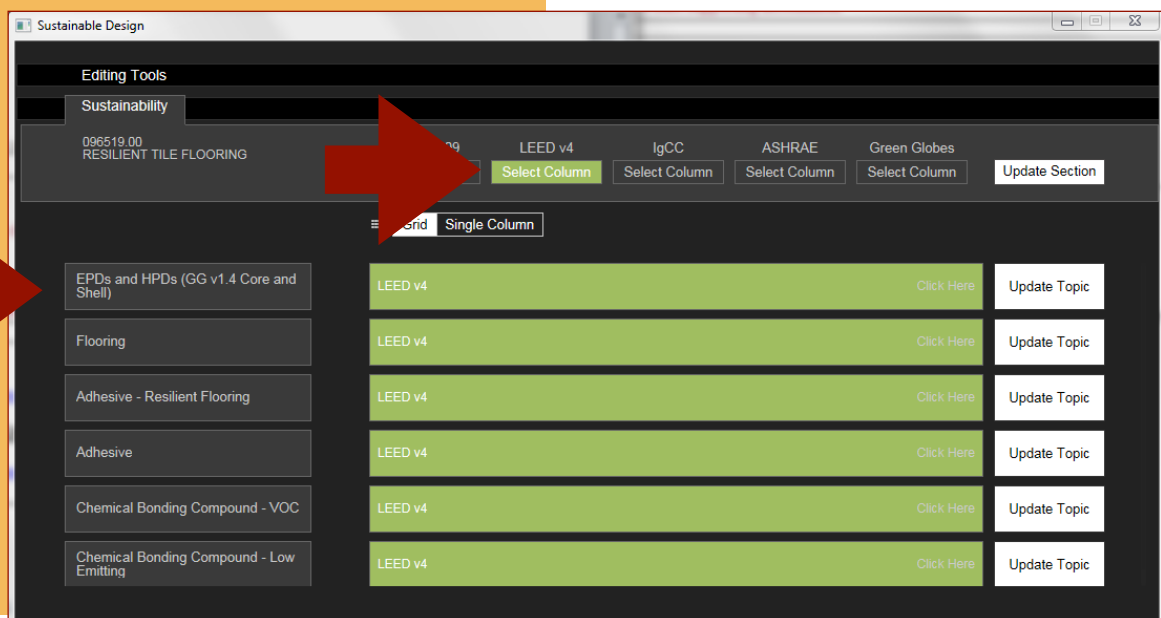 Sustainable Design
Editing Tools
Sustainability
096519.00
RESILIENT TILE FLOORING
LEED v4
IgCC
ASHRAE
Green Globes
Select Column
Select Column
Select Column
Select Column
Update Section
Grid
Single Column
EPDs and HPDs (GG v1.4 Core and
Shell)
LEED v4
Click Here
Update Topic
Flooring
LEED v4
Click Here
Update Topic
Adhesive - Resilient Flooring
LEED v4
Click Here
Update Topic
Adhesive
LEED v4
Click Here
Update Topic
Chemical Bonding Compound - VOC
LEED v4
Click Here
Update Topic
Chemical Bonding Compound - Low
Emitting
LEED v4
Click Here
Update Topic